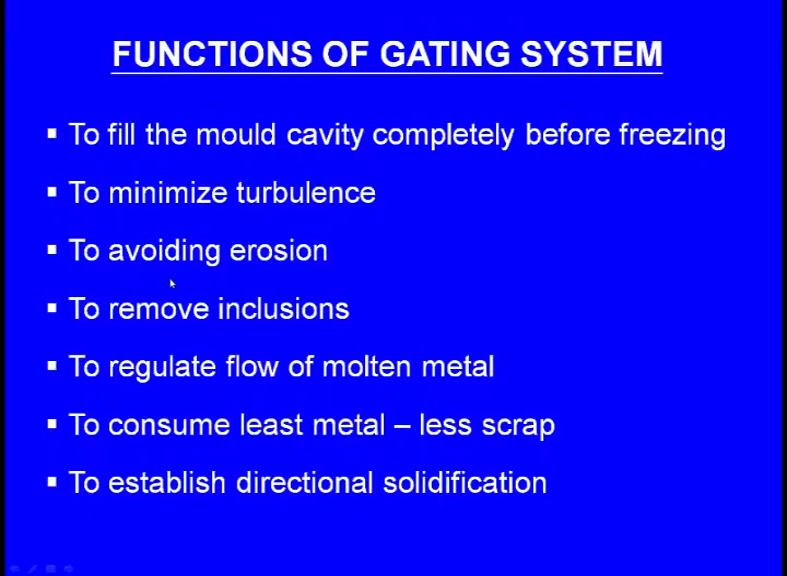 FUNCTIONS OF GATING SYSTEM
▪ To fill the mould cavity completely before freezing
▪ To minimize turbulence
▪ To avoiding erosion
▪ To remove inclusions
▪ To regulate flow of molten metal
▪ To consume least metal – less scrap
▪ To establish directional solidification